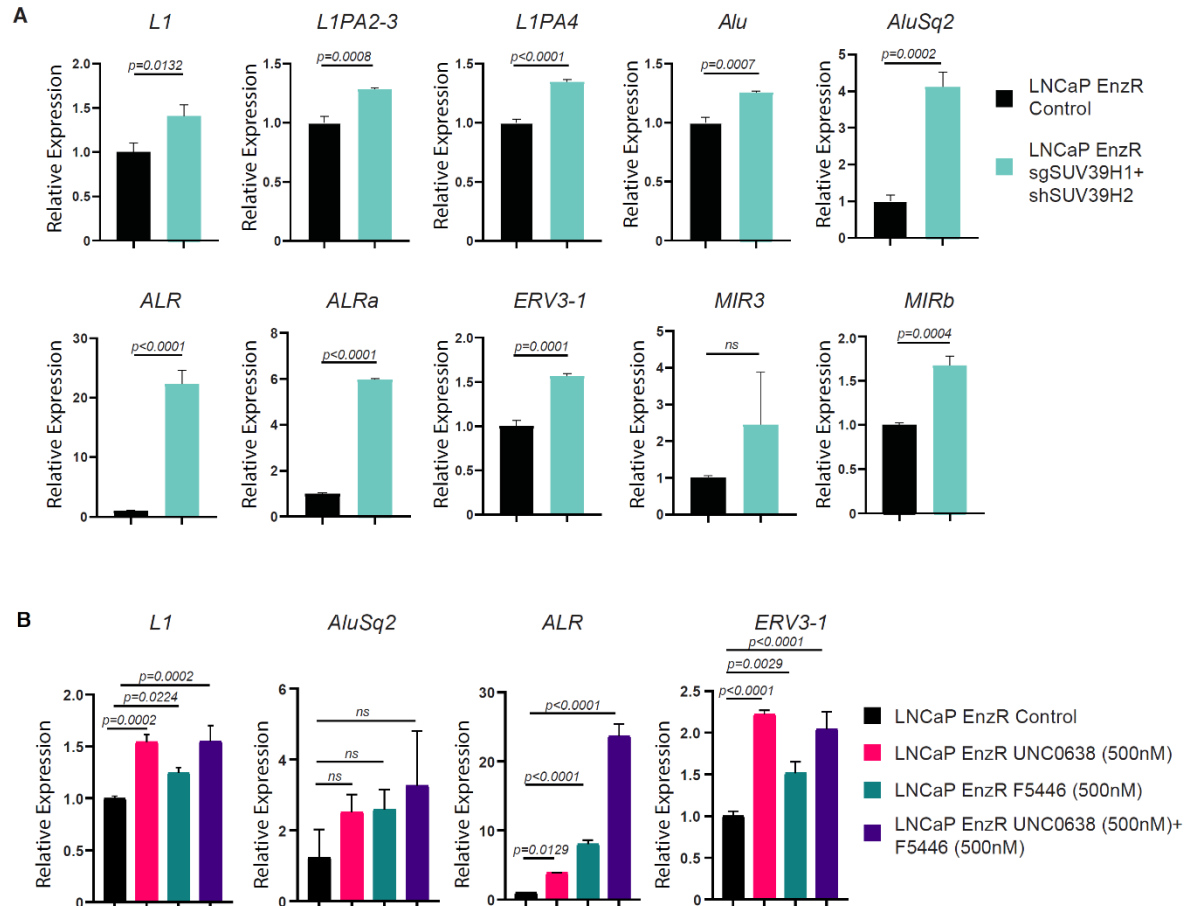 A
L1
L1PA2-3
L1PA4
Alu
AluSq2
Relative Expression
2.0
1.5
1.0
0.5
0
p=0.0132
Relative Expression
1.5
1.0
0.5
0
p=0.0008
Relative Expression
1.5
1.0
0.5
0
p<0.0001
Relative Expression
1.5
1.0
0.5
0
p=0.0007
Relative Expression
5
4
3
2
1
0
p=0.0002
LNCaP EnzR
Control
LNCaP EnzR
sgSUV39H1+
shSUV39H2
ALR
ALRa
ERV3-1
MIR3
MIRb
Relative Expression
30
20
10
0
p<0.0001
Relative Expression
8
6
4
2
0
p<0.0001
Relative Expression
2.0
1.5
1.0
0.5
0.0
p=0.0001
Relative Expression
5
4
3
2
1
0
ns
Relative Expression
2.0
1.5
1.0
0.5
0
p=0.0004
B
L1
AluSq2
ALR
ERV3-1
Relative Expression
2.0
1.5
1.0
0.5
0.0
p=0.0002
p=0.0224
p=0.0002
Relative Expression
6
4
2
0
ns
ns
ns
Relative Expression
30
20
10
0
p<0.0001
p<0.0001
p=0.0129
Relative Expression
2.5
2.0
1.5
1.0
0.5
0.0
p<0.0001
p=0.0029
p<0.0001
LNCaP EnzR Control
LNCaP EnzR UNC0638 (500nM)
LNCaP EnzR F5446 (500nM)
LNCaP EnzR UNC0638 (500nM)+
F5446 (500nM)